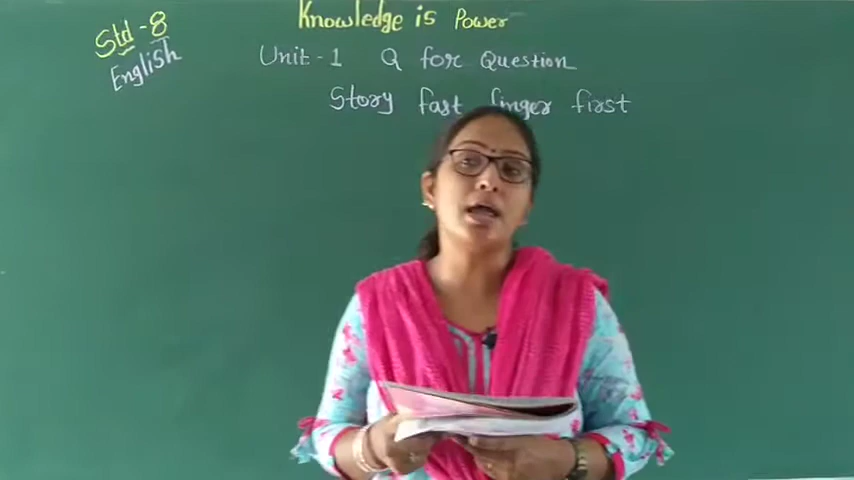 Knowledge is Power
Std - 8
English
Unit - 1 Q for Question
Story fast finger first